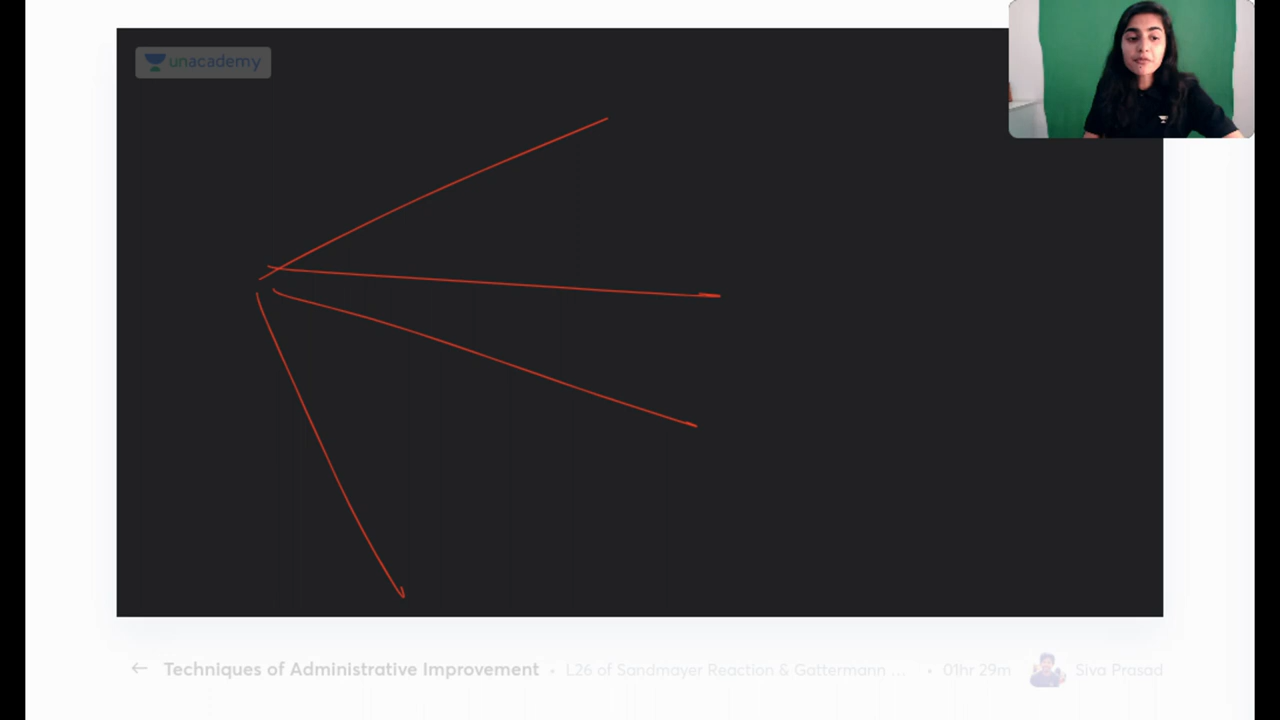 unacademy
Techniques of Administrative Improvement • L26 of Sandmayer Reaction & Gattermann ... • 01hr 29m Siva Prasad